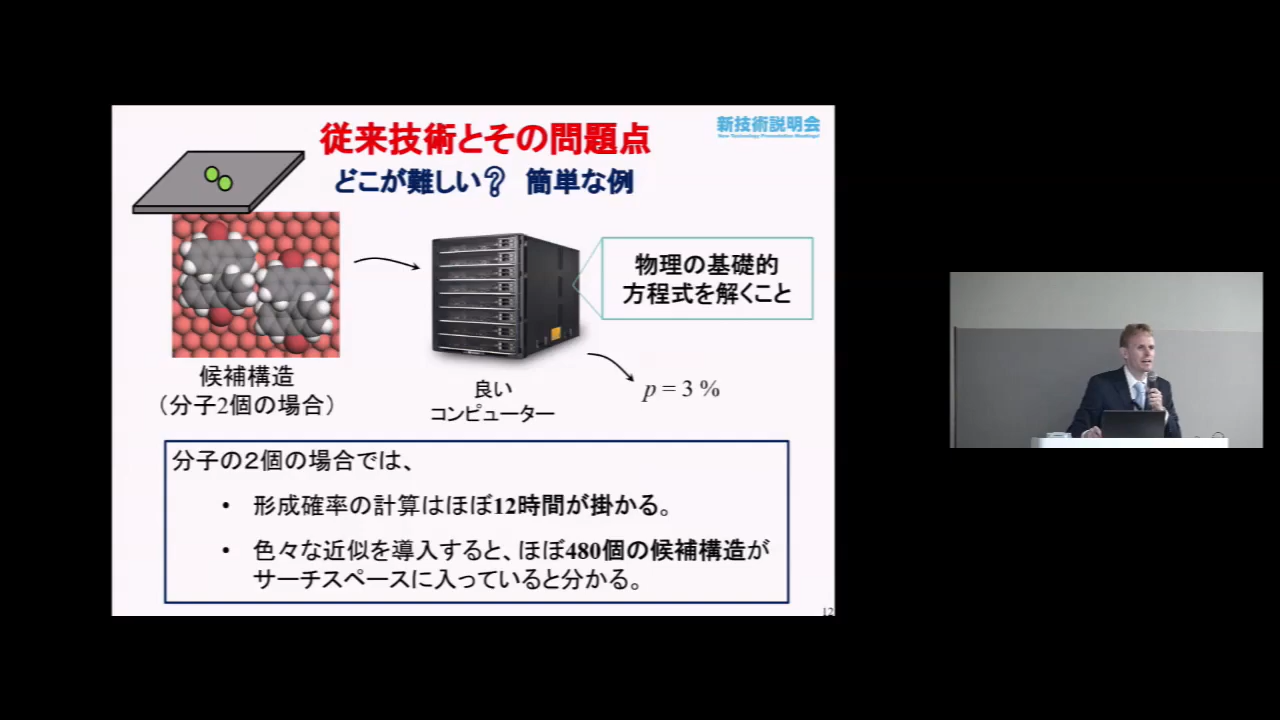 従来技術とその問題点
新技術説明会
New Technology Presentation Meetings!
どこが難しい? 簡単な例
物理の基礎的
方程式を解くこと
候補構造
(分子2個の場合)
良い
コンピューター
p = 3 %
分子の2個の場合では、
• 形成確率の計算はほぼ12時間が掛かる。
• 色々な近似を導入すると、ほぼ480個の候補構造が
サーチスペースに入っていると分かる。
12